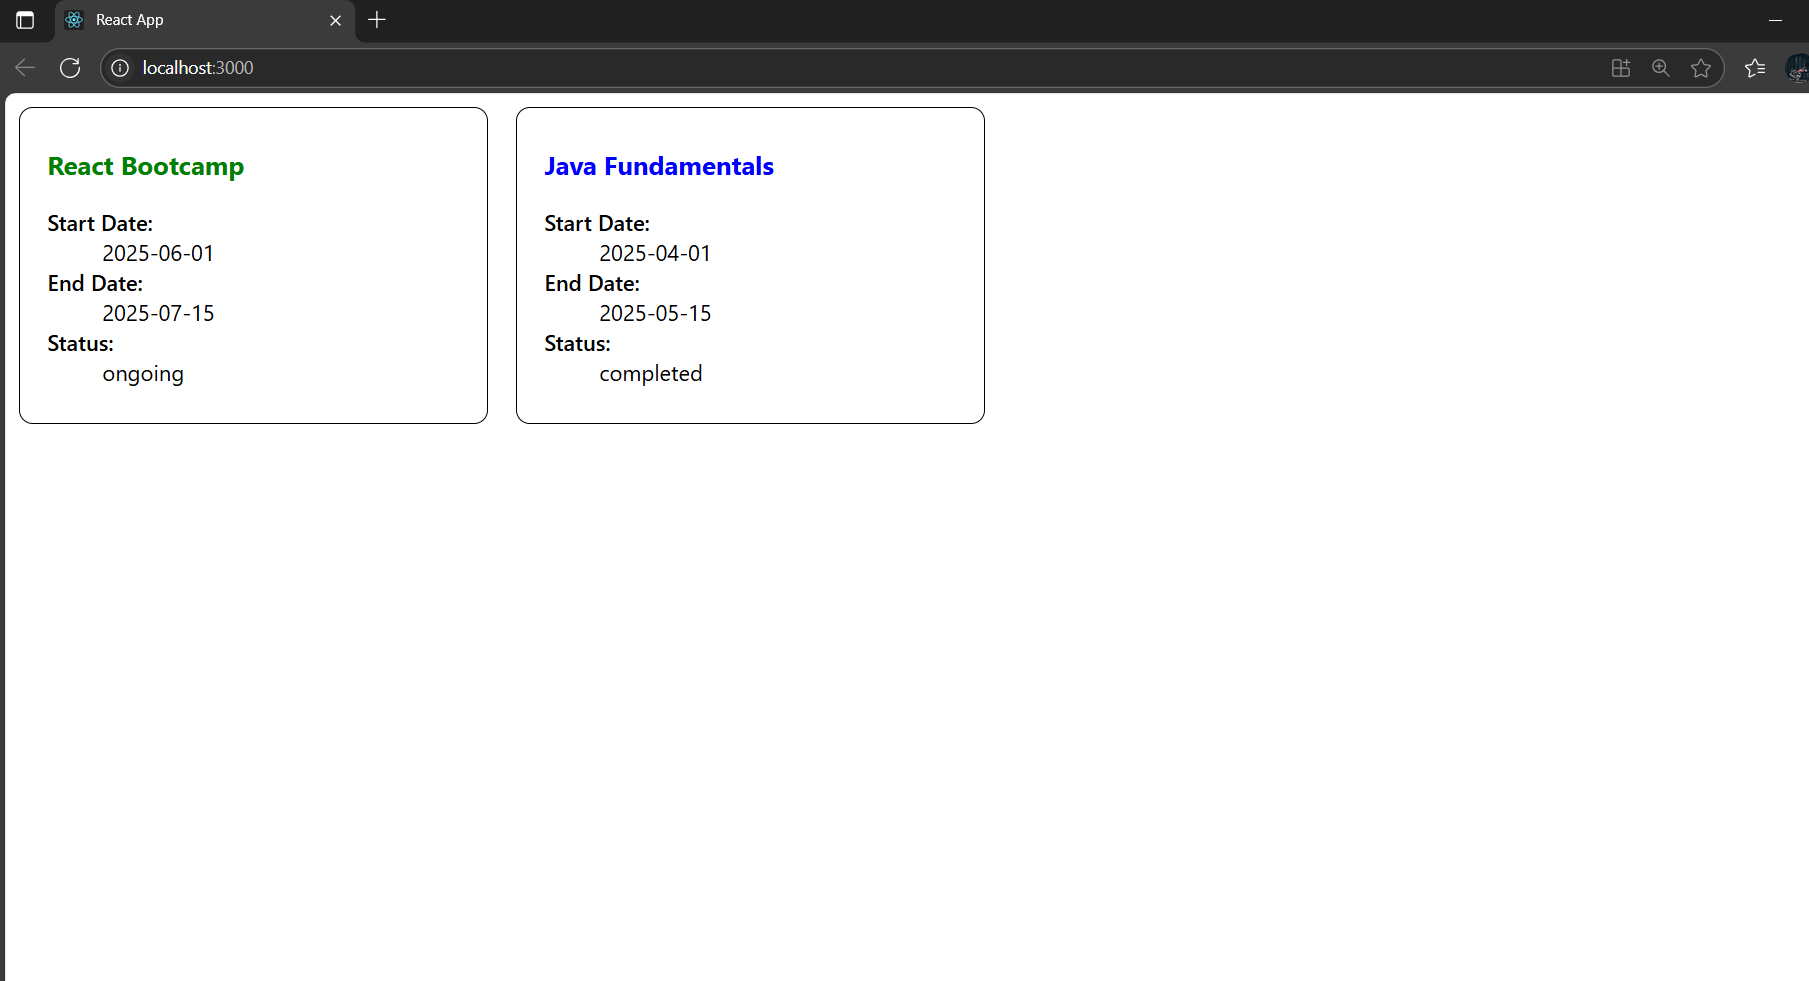 React App
localhost:3000
React Bootcamp
Start Date:
2025-06-01
End Date:
2025-07-15
Status:
ongoing
Java Fundamentals
Start Date:
2025-04-01
End Date:
2025-05-15
Status:
completed